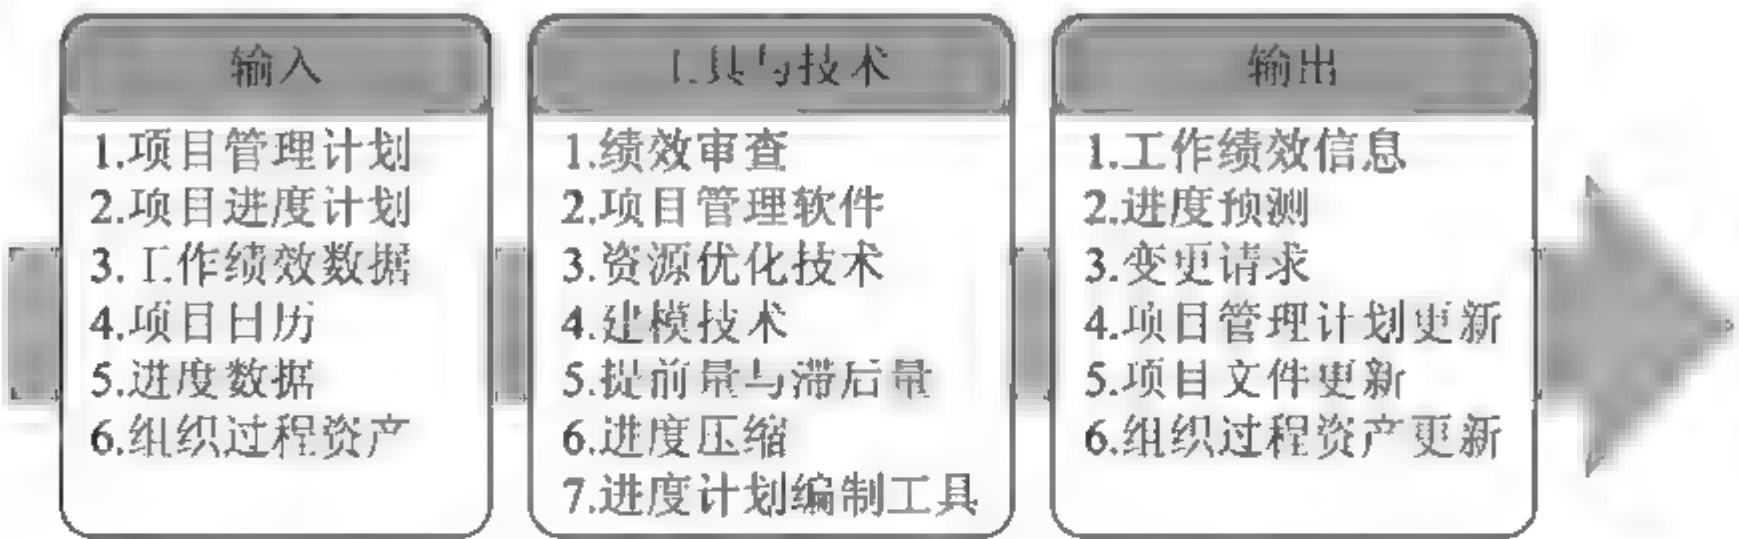 输入
1.项目管理计划
2.项目进度计划
3.工作绩效数据
4.项目日历
5.进度数据
6.组织过程资产
工具与技术
1.绩效审查
2.项目管理软件
3.资源优化技术
4.建模技术
5.提前量与滞后量
6.进度压缩
7.进度计划编制工具
输出
1.工作绩效信息
2.进度预测
3.变更请求
4.项目管理计划更新
5.项目文件更新
6.组织过程资产更新